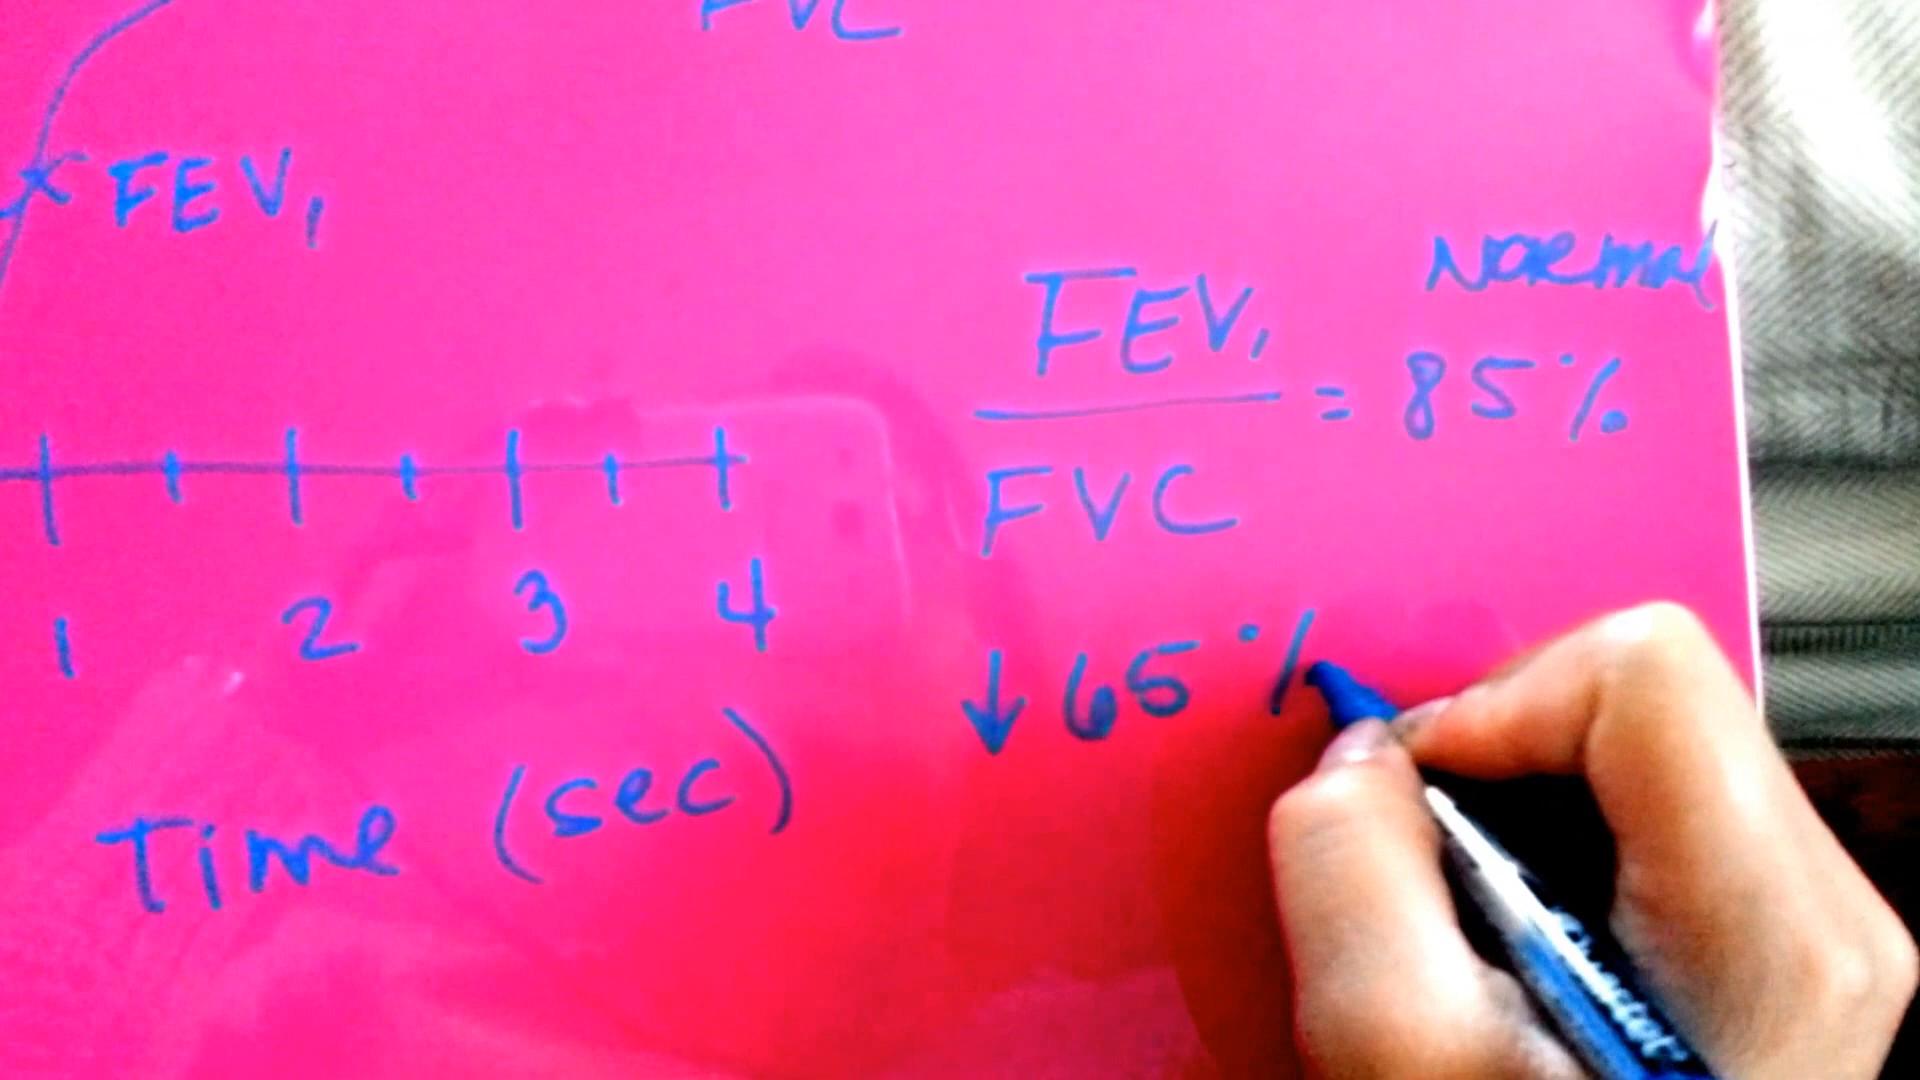 FVC
FEV₁
Normal
FEV₁
= 85%
FVC
1 2 3 4
↓ 65%
Time (sec)